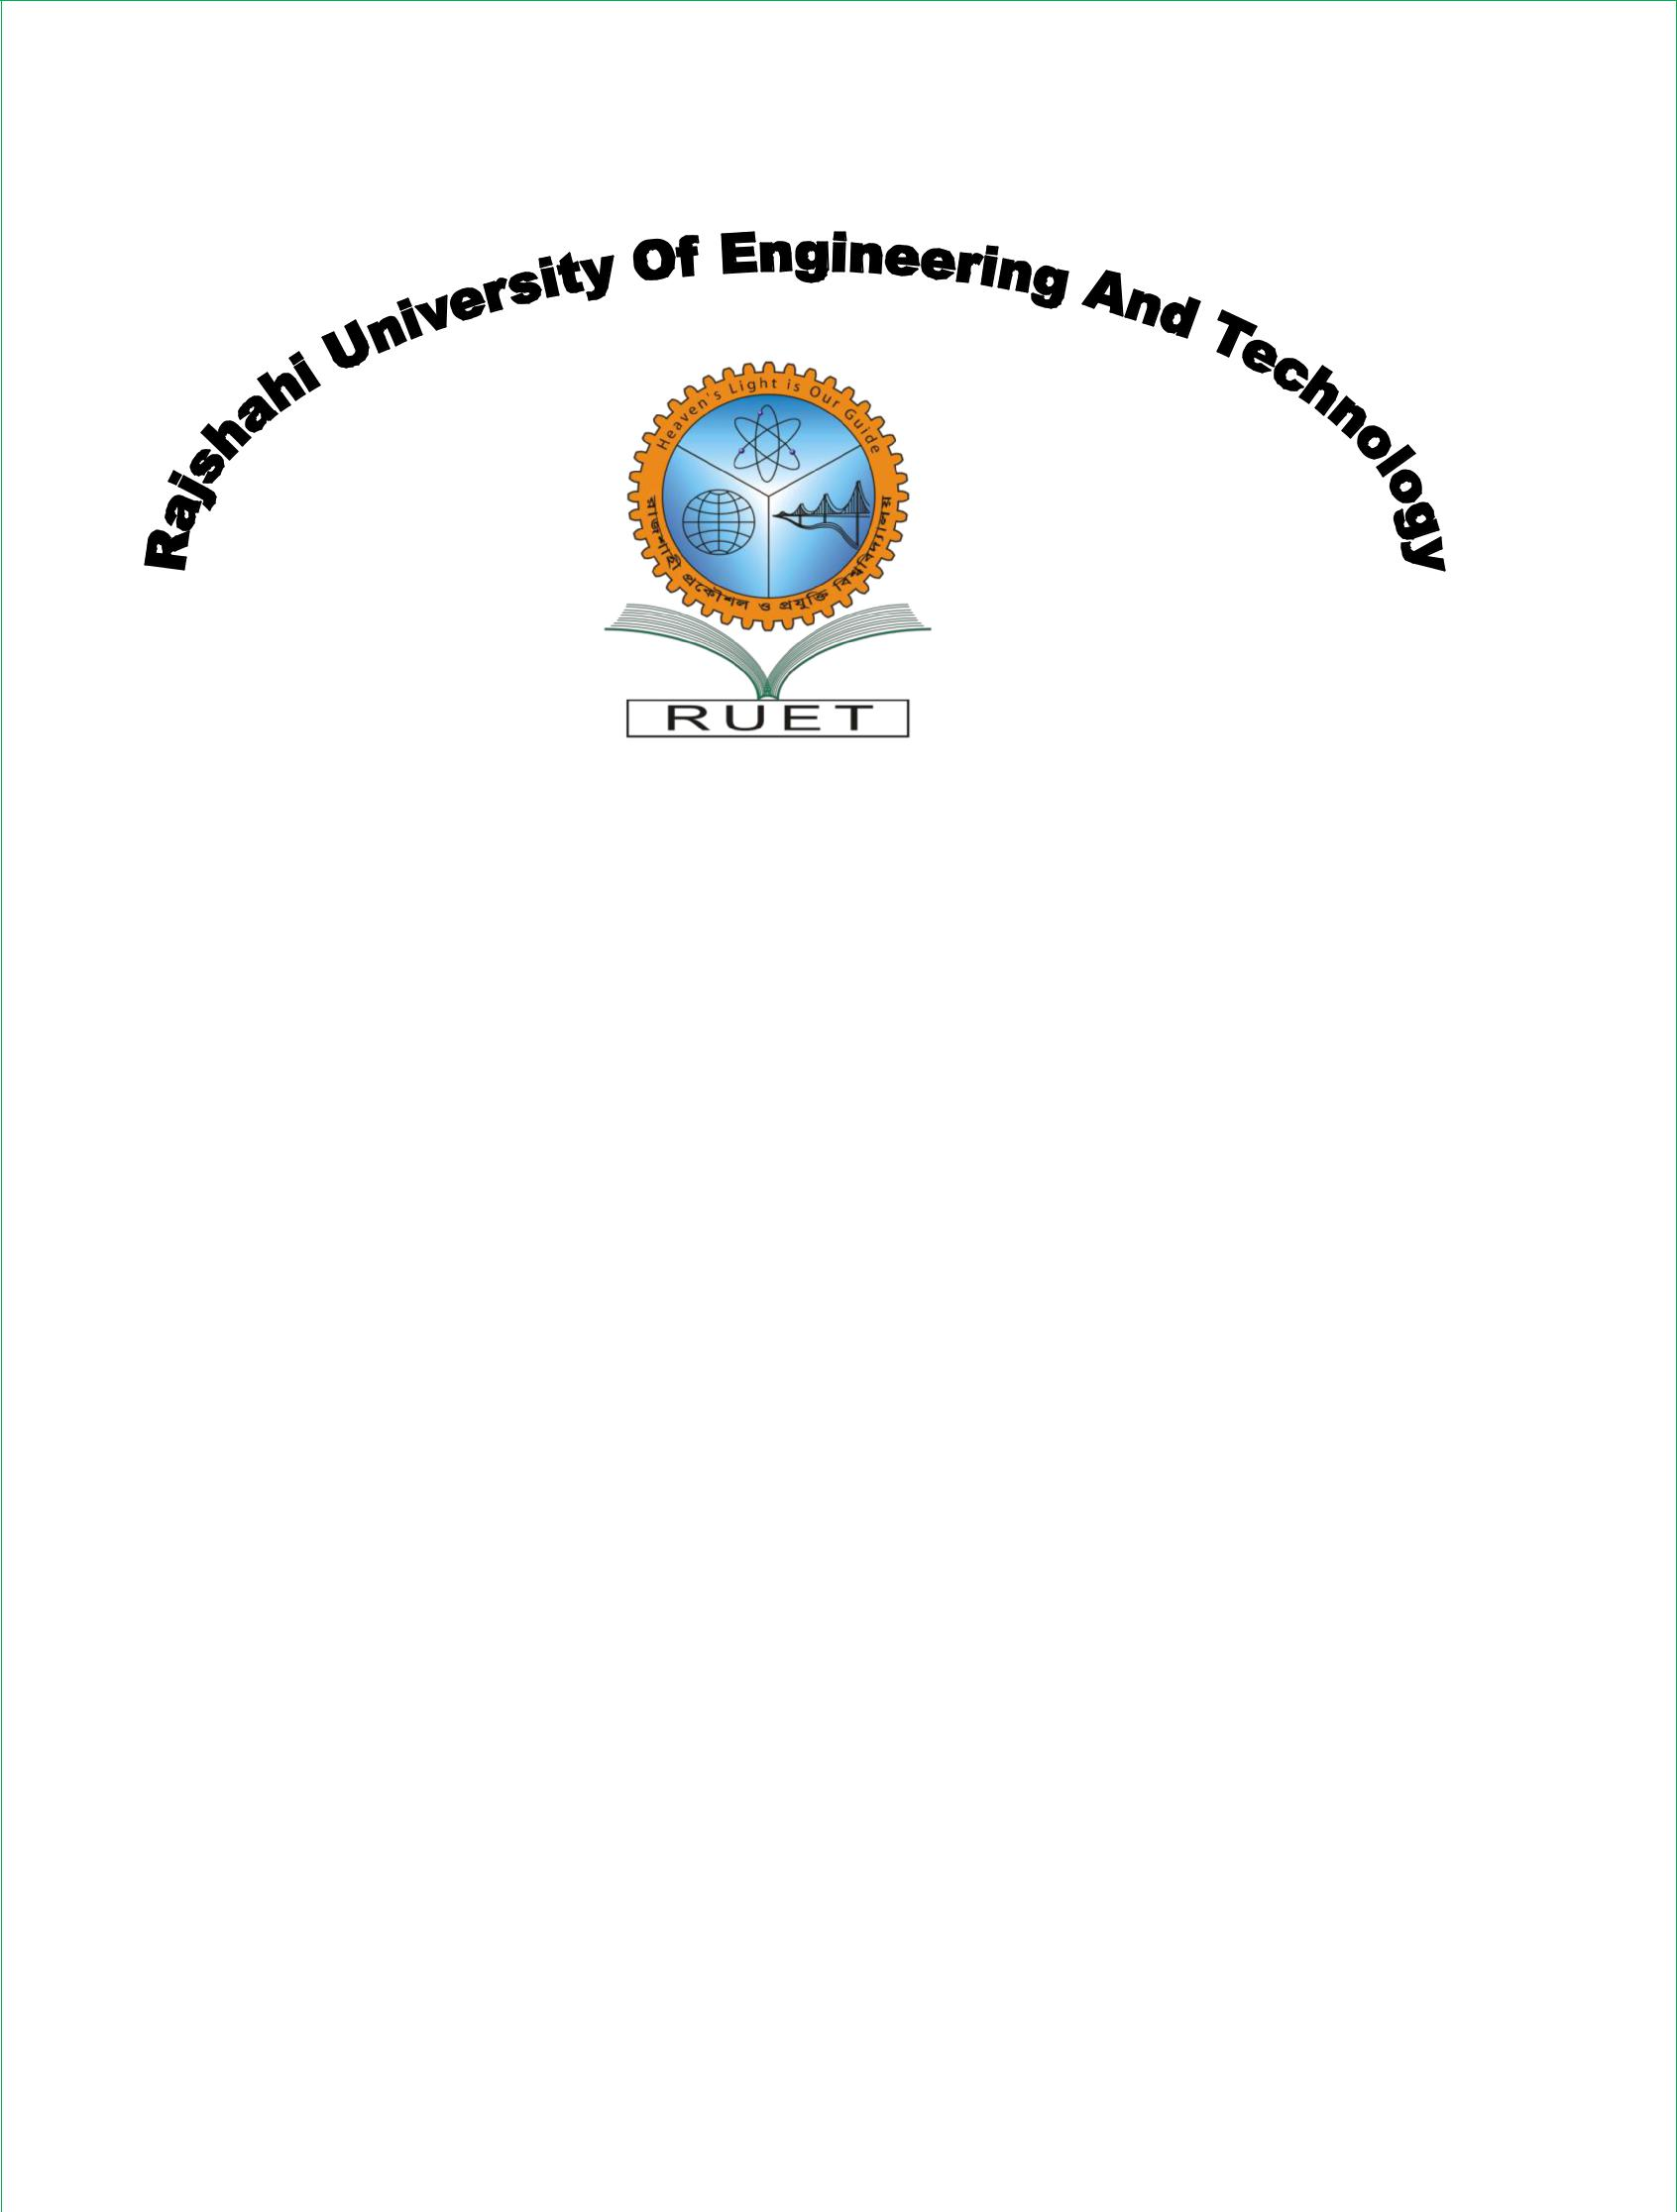 Rajshahi University Of Engineering And Technology
Heaven's Light is Our Guide
রাজশাহী প্রকৌশল ও প্রযুক্তি বিশ্ববিদ্যালয়
RUET